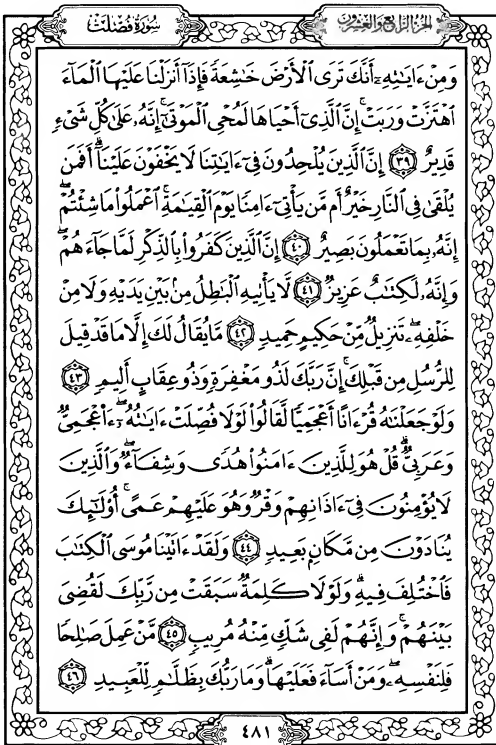 سُورَةُ فُصِّلَتْ
الجزء الرابع والعشرون
وَمِنْ ءَايَٰتِهِۦٓ أَنَّكَ تَرَى ٱلْأَرْضَ خَٰشِعَةً فَإِذَآ أَنزَلْنَا عَلَيْهَا ٱلْمَآءَ
ٱهْتَزَّتْ وَرَبَتْۚ إِنَّ ٱلَّذِىٓ أَحْيَاهَا لَمُحْىِ ٱلْمَوْتَىٰٓۚ إِنَّهُۥ عَلَىٰ كُلِّ شَىْءٍ
قَدِيرٌ ٣٩ إِنَّ ٱلَّذِينَ يُلْحِدُونَ فِىٓ ءَايَٰتِنَا لَا يَخْفَوْنَ عَلَيْنَآۗ أَفَمَن
يُلْقَىٰ فِى ٱلنَّارِ خَيْرٌ أَم مَّن يَأْتِىٓ ءَامِنًا يَوْمَ ٱلْقِيَٰمَةِۚ ٱعْمَلُوا۟ مَا شِئْتُمْۖ
إِنَّهُۥ بِمَا تَعْمَلُونَ بَصِيرٌ ٤٠ إِنَّ ٱلَّذِينَ كَفَرُوا۟ بِٱلذِّكْرِ لَمَّا جَآءَهُمْۖ
وَإِنَّهُۥ لَكِتَٰبٌ عَزِيزٌ ٤١ لَّا يَأْتِيهِ ٱلْبَٰطِلُ مِنۢ بَيْنِ يَدَيْهِ وَلَا مِنْ
خَلْفِهِۦۖ تَنزِيلٌ مِّنْ حَكِيمٍ حَمِيدٍ ٤٢ مَّا يُقَالُ لَكَ إِلَّا مَا قَدْ قِيلَ
لِلرُّسُلِ مِن قَبْلِكَۚ إِنَّ رَبَّكَ لَذُو مَغْفِرَةٍ وَذُو عِقَابٍ أَلِيمٍ ٤٣
وَلَوْ جَعَلْنَٰهُ قُرْءَانًا أَعْجَمِيًّا لَّقَالُوا۟ لَوْلَا فُصِّلَتْ ءَايَٰتُهُۥٓۖ ءَا۬عْجَمِىٌّ
وَعَرَبِىٌّۗ قُلْ هُوَ لِلَّذِينَ ءَامَنُوا۟ هُدًى وَشِفَآءٌۖ وَٱلَّذِينَ
لَا يُؤْمِنُونَ فِىٓ ءَاذَانِهِمْ وَقْرٌ وَهُوَ عَلَيْهِمْ عَمًىۚ أُو۟لَٰٓئِكَ
يُنَادَوْنَ مِن مَّكَانٍۭ بَعِيدٍ ٤٤ وَلَقَدْ ءَاتَيْنَا مُوسَى ٱلْكِتَٰبَ
فَٱخْتُلِفَ فِيهِۗ وَلَوْلَا كَلِمَةٌ سَبَقَتْ مِن رَّبِّكَ لَقُضِىَ
بَيْنَهُمْۚ وَإِنَّهُمْ لَفِى شَكٍّ مِّنْهُ مُرِيبٍ ٤٥ مَّنْ عَمِلَ صَٰلِحًا
فَلِنَفْسِهِۦۖ وَمَنْ أَسَآءَ فَعَلَيْهَاۗ وَمَا رَبُّكَ بِظَلَّٰمٍ لِّلْعَبِيدِ ٤٦
٤٨١